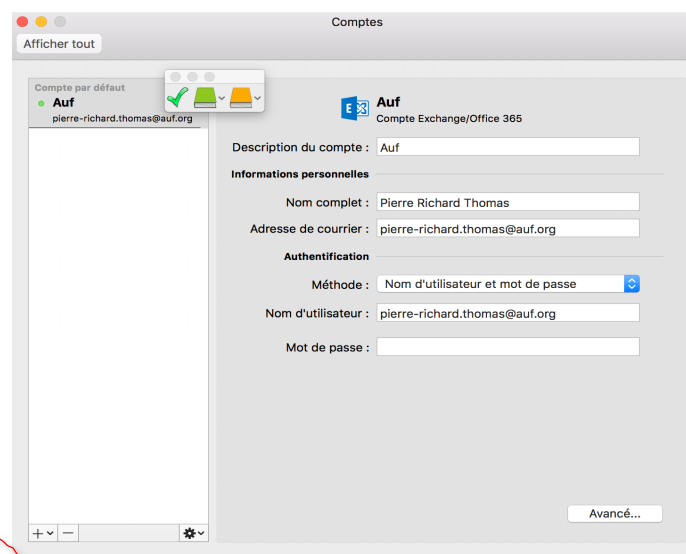 Comptes
Afficher tout
Compte par défaut
Auf
pierre-richard.thomas@auf.org
E
Auf
Compte Exchange/Office 365
Description du compte : Auf
Informations personnelles
Nom complet : Pierre Richard Thomas
Adresse de courrier : pierre-richard.thomas@auf.org
Authentification
Méthode : Nom d'utilisateur et mot de passe
Nom d'utilisateur : pierre-richard.thomas@auf.org
Mot de passe :
Avancé...